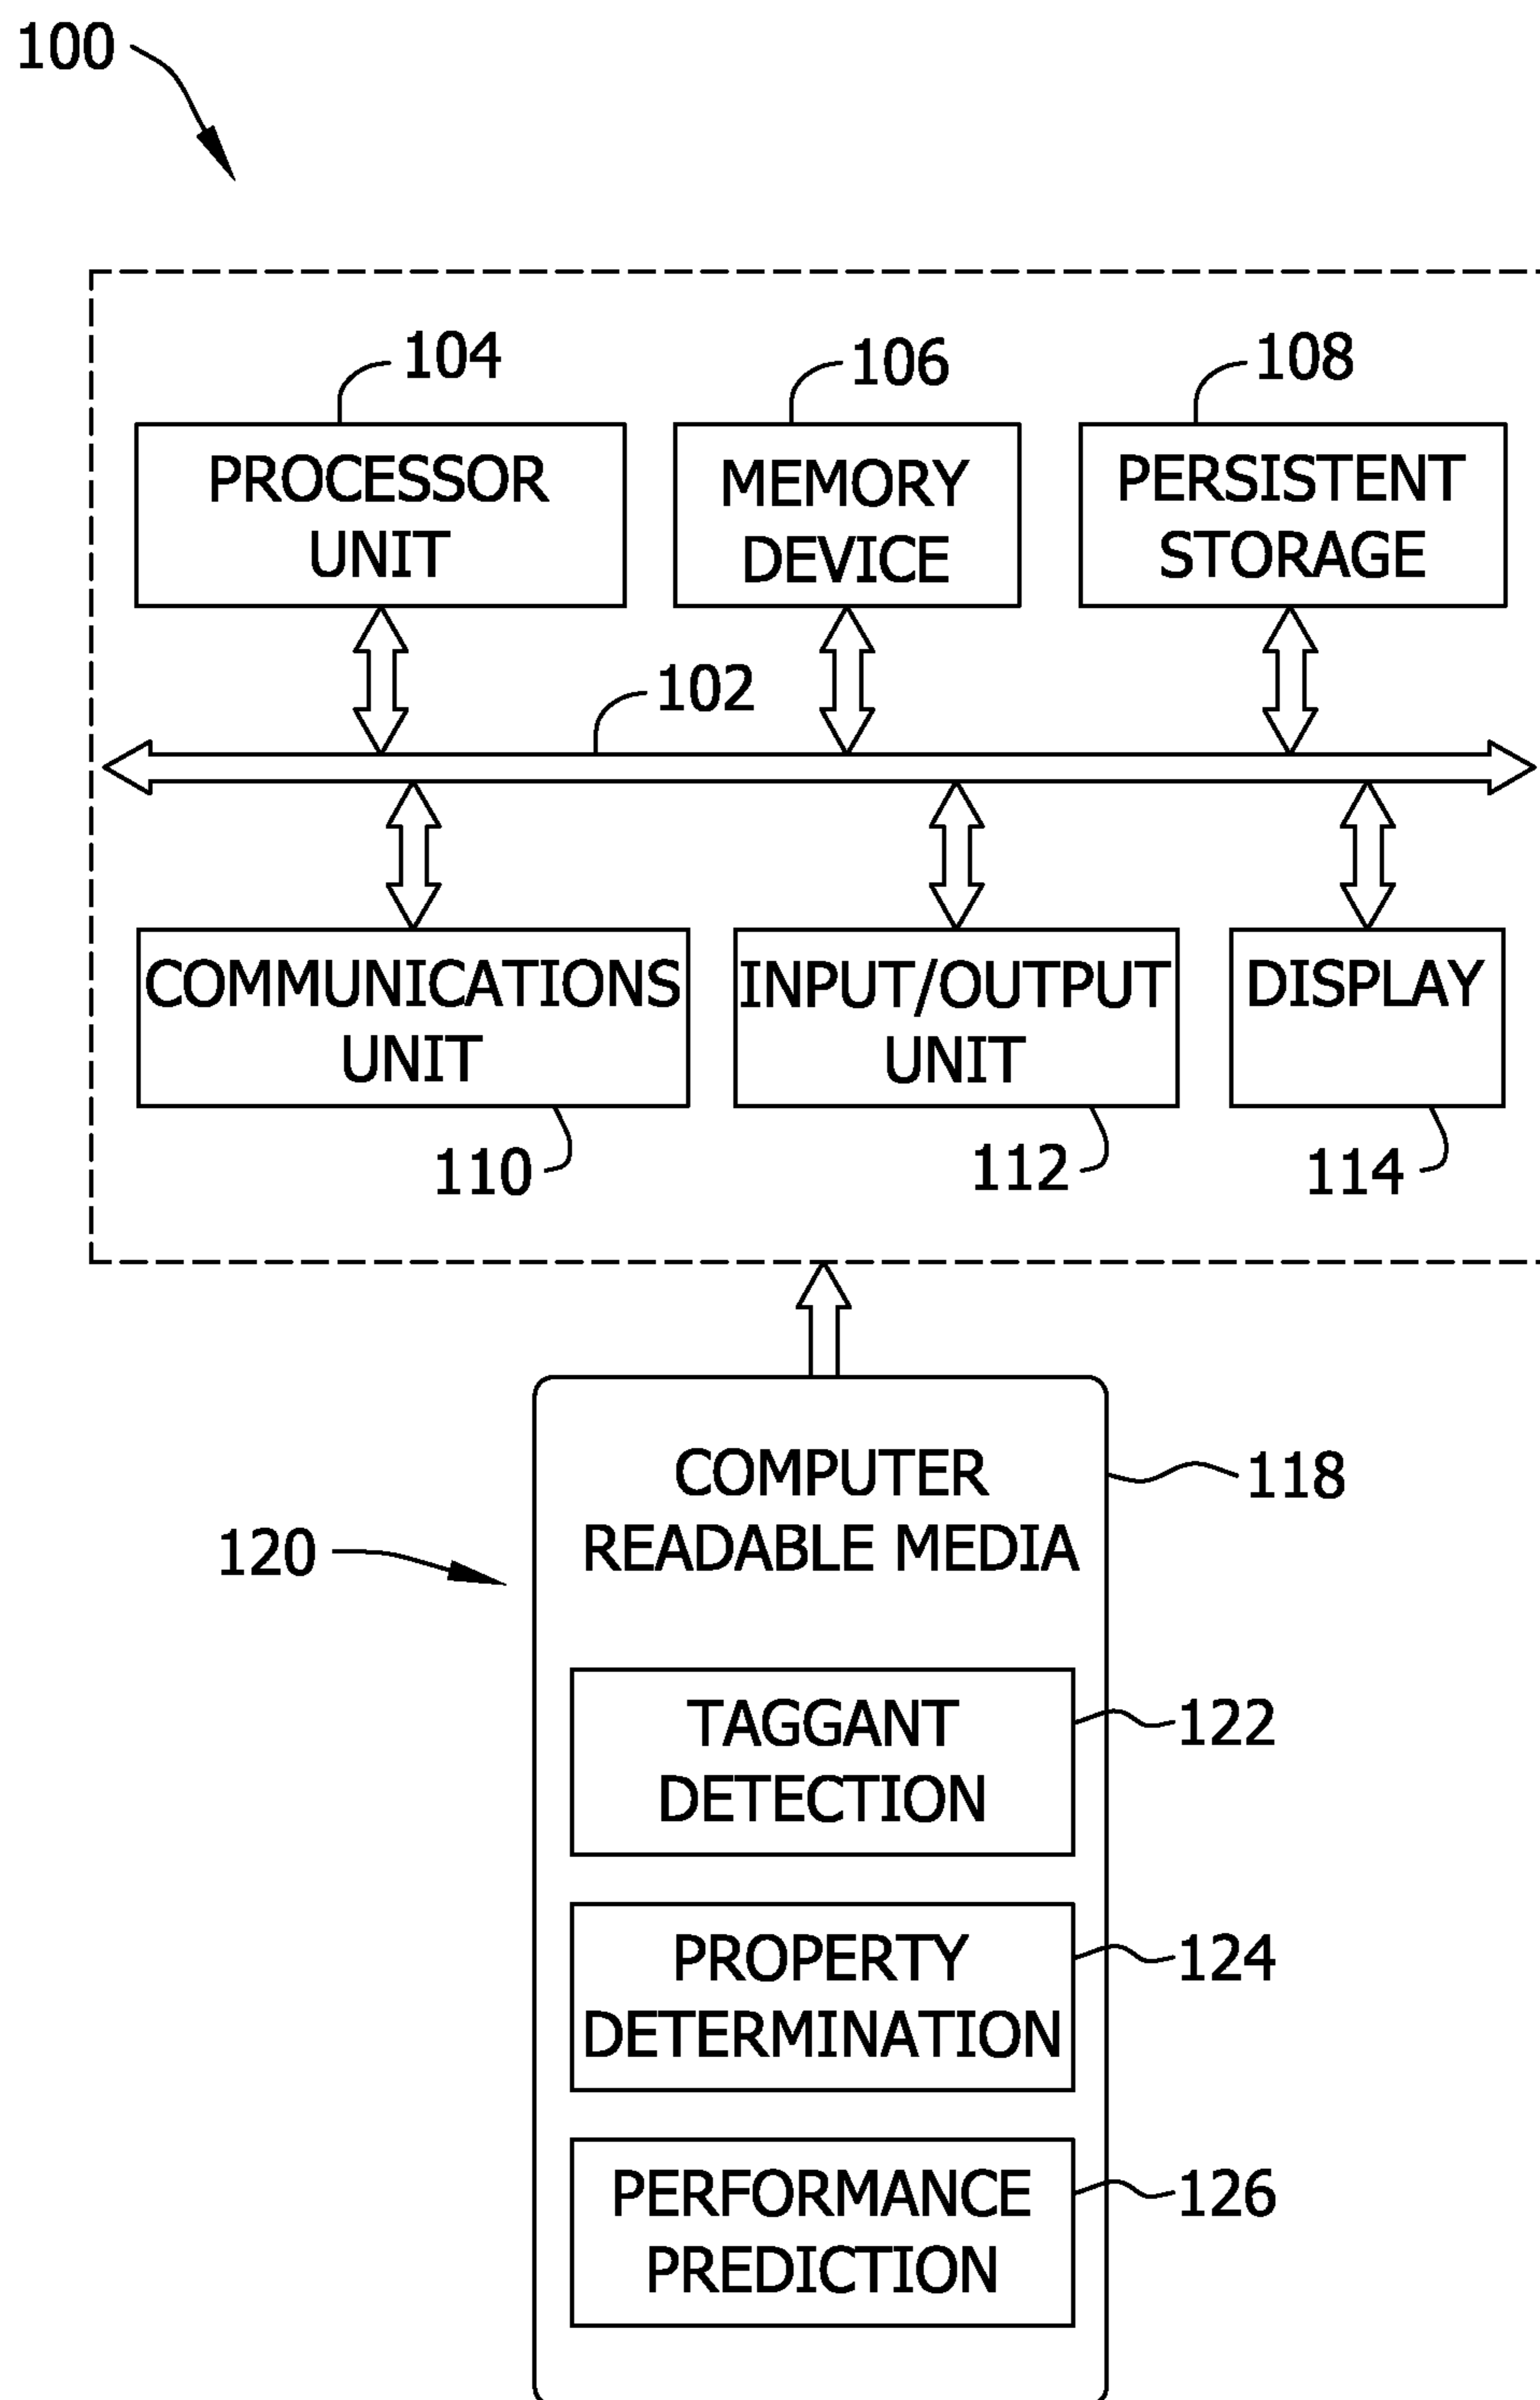 100
104
106
108
PROCESSOR
UNIT
MEMORY
DEVICE
PERSISTENT
STORAGE
102
COMMUNICATIONS
UNIT
INPUT/OUTPUT
UNIT
DISPLAY
110
112
114
COMPUTER
READABLE MEDIA
118
120
TAGGANT
DETECTION
122
PROPERTY
DETERMINATION
124
PERFORMANCE
PREDICTION
126